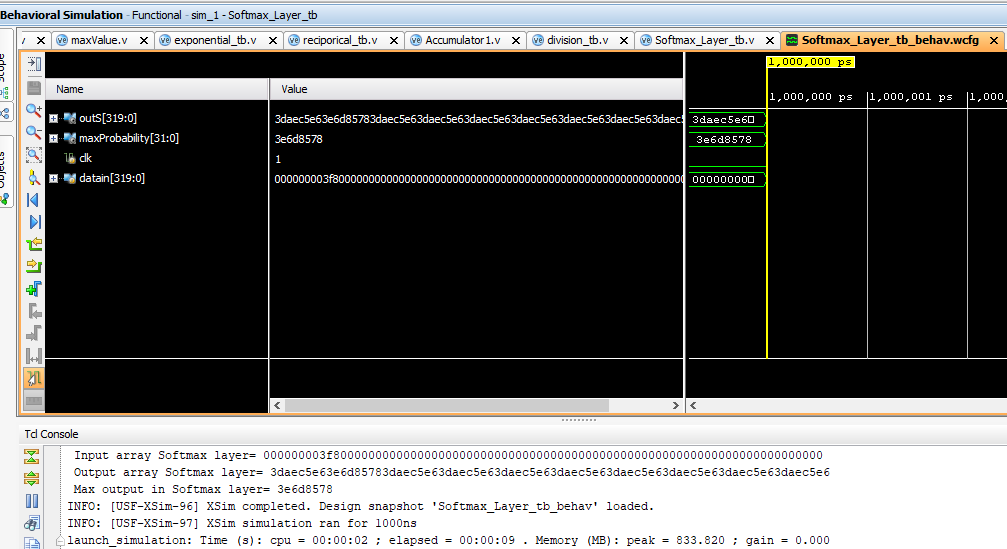 Behavioral Simulation - Functional - sim_1 - Softmax_Layer_tb
maxValue.v
exponential_tb.v
reciporical_tb.v
Accumulator1.v
division_tb.v
Softmax_Layer_tb.v
Softmax_Layer_tb_behav.wcfg
Scope
Objects
Name
Value
outS[319:0]
3daec5e63e6d85783daec5e63daec5e63daec5e63daec5e63daec5e63daec5e63daec5
maxProbability[31:0]
3e6d8578
clk
1
datain[319:0]
000000003f8000000000000000000000000000000000000000000000000000000000
1,000,000 ps
1,000,000 ps
1,000,001 ps
1,000,
3daec5e6
3e6d8578
00000000
Tcl Console
Input array Softmax layer= 000000003f8000000000000000000000000000000000000000000000000000000000000000000000
Output array Softmax layer= 3daec5e63e6d85783daec5e63daec5e63daec5e63daec5e63daec5e63daec5e63daec5e63daec5e6
Max output in Softmax layer= 3e6d8578
INFO: [USF-XSim-96] XSim completed. Design snapshot 'Softmax_Layer_tb_behav' loaded.
INFO: [USF-XSim-97] XSim simulation ran for 1000ns
launch_simulation: Time (s): cpu = 00:00:02 ; elapsed = 00:00:09 . Memory (MB): peak = 833.820 ; gain = 0.000